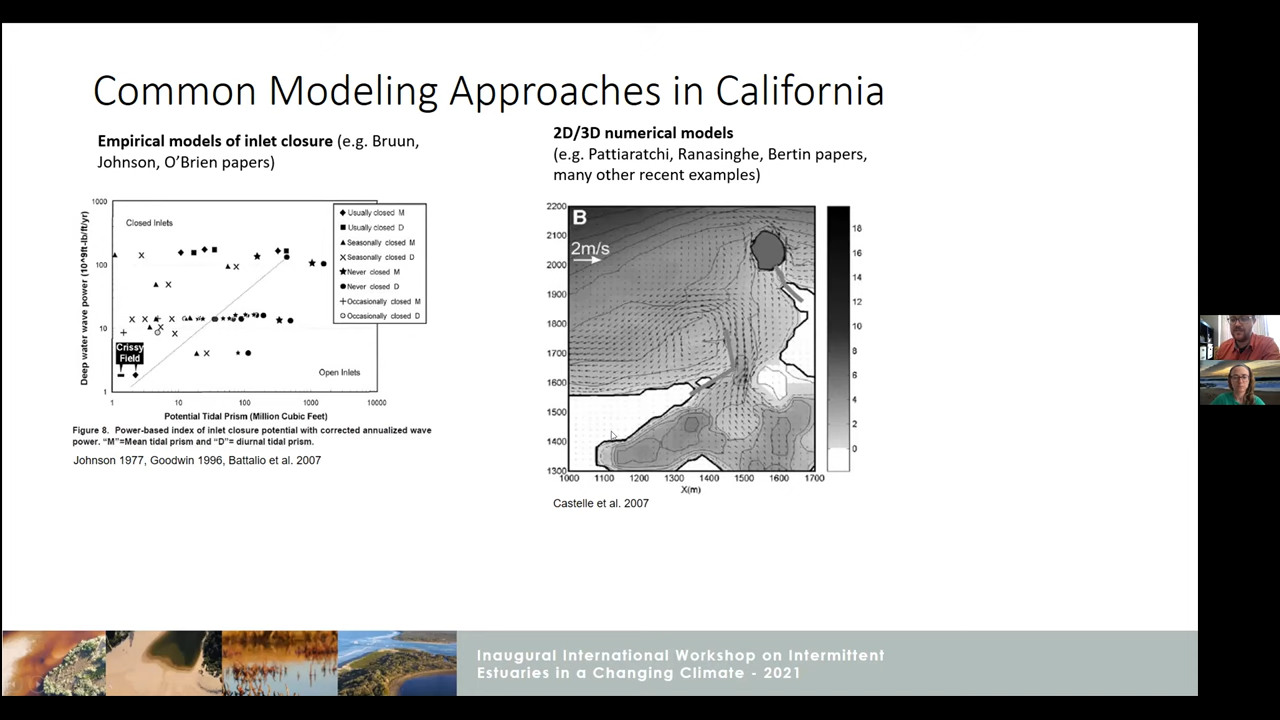 Common Modeling Approaches in California
Empirical models of inlet closure (e.g. Bruun,
Johnson, O'Brien papers)
1000
100
10
1
Deep water wave power (10^9ft-lb/ft/yr)
Closed Inlets
Open Inlets
Crissy
Field
Usually closed M
Usually closed D
Seasonally closed M
Seasonally closed D
Never closed M
Never closed D
Occasionally closed M
Occasionally closed D
1 10 100 1000 10000
Potential Tidal Prism (Million Cubic Feet)
Figure 8. Power-based index of inlet closure potential with corrected annualized wave
power. "M"=Mean tidal prism and "D"= diurnal tidal prism.
Johnson 1977, Goodwin 1996, Battalio et al. 2007
2D/3D numerical models
(e.g. Pattiaratchi, Ranasinghe, Bertin papers,
many other recent examples)
B
2m/s
2200
2100
2000
1900
1800
1700
1600
1500
1400
1300
1000 1100 1200 1300 1400 1500 1600 1700
X(m)
18
16
14
12
10
8
6
4
2
0
Castelle et al. 2007
Inaugural International Workshop on Intermittent
Estuaries in a Changing Climate - 2021